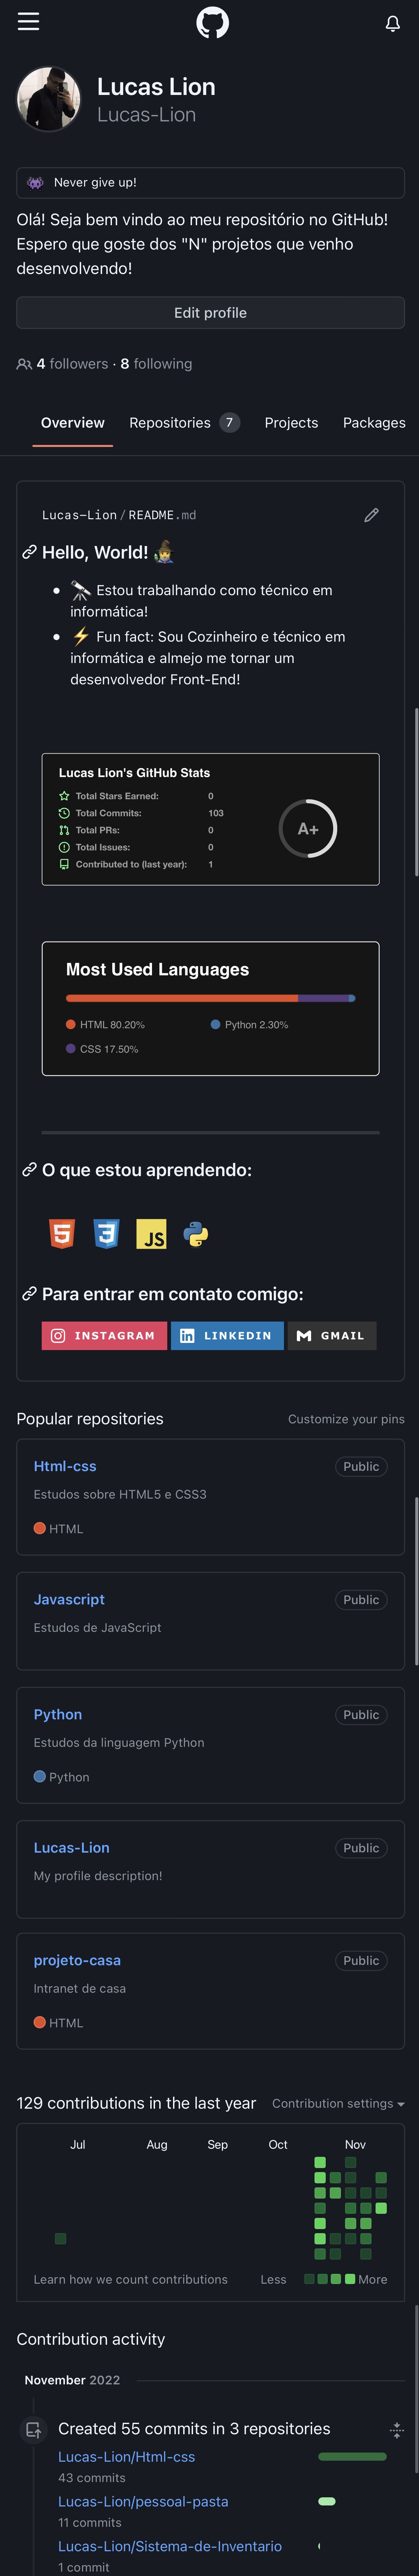 Lucas Lion
Lucas-Lion
Never give up!
Olá! Seja bem vindo ao meu repositório no GitHub!
Espero que goste dos "N" projetos que venho
desenvolvendo!
Edit profile
4 followers · 8 following
Overview Repositories 7 Projects Packages
Lucas-Lion/README.md
Hello, World!
Estou trabalhando como técnico em
informática!
Fun fact: Sou Cozinheiro e técnico em
informática e almejo me tornar um
desenvolvedor Front-End!
Lucas Lion's GitHub Stats
Total Stars Earned: 0
Total Commits: 103
Total PRs: 0
Total Issues: 0
Contributed to (last year): 1
A+
Most Used Languages
HTML 80.20% Python 2.30%
CSS 17.50%
O que estou aprendendo:
5 3 JS
Para entrar em contato comigo:
INSTAGRAM LINKEDIN GMAIL
Popular repositories Customize your pins
Html-css Public
Estudos sobre HTML5 e CSS3
HTML
Javascript Public
Estudos de JavaScript
Python Public
Estudos da linguagem Python
Python
Lucas-Lion Public
My profile description!
projeto-casa Public
Intranet de casa
HTML
129 contributions in the last year Contribution settings
Jul Aug Sep Oct Nov
Learn how we count contributions Less More
Contribution activity
November 2022
Created 55 commits in 3 repositories
Lucas-Lion/Html-css
43 commits
Lucas-Lion/pessoal-pasta
11 commits
Lucas-Lion/Sistema-de-Inventario
1 commit